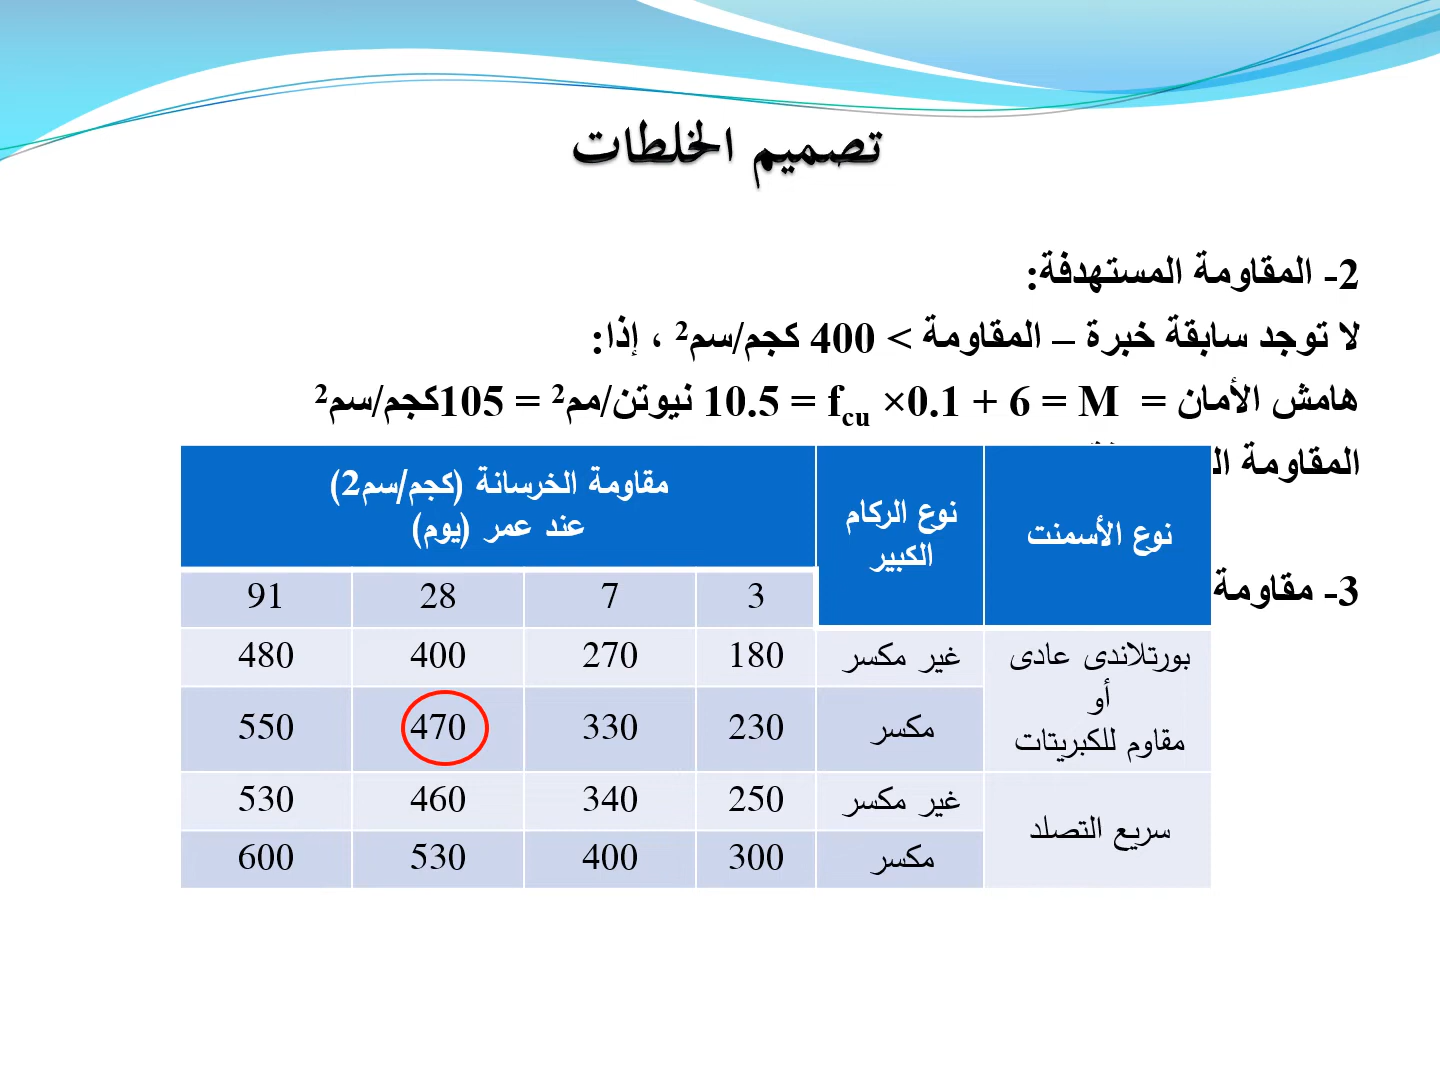 تصميم الخلطات
2- المقاومة المستهدفة:
لا توجد سابقة خبرة – المقاومة > 400 كجم/سم2 ، إذا:
هامش الأمان = M = 6 + 0.1× fcu = 10.5 نيوتن/مم2 = 105كجم/سم2
المقاومة
3- مقاومة
نوع الأسمنت
نوع الركام
الكبير
مقاومة الخرسانة (كجم/سم2)
عند عمر (يوم)
3 7 28 91
بورتلاندى عادى
أو
مقاوم للكبريتات
غير مكسر 180 270 400 480
مكسر 230 330 470 550
سريع التصلد
غير مكسر 250 340 460 530
مكسر 300 400 530 600